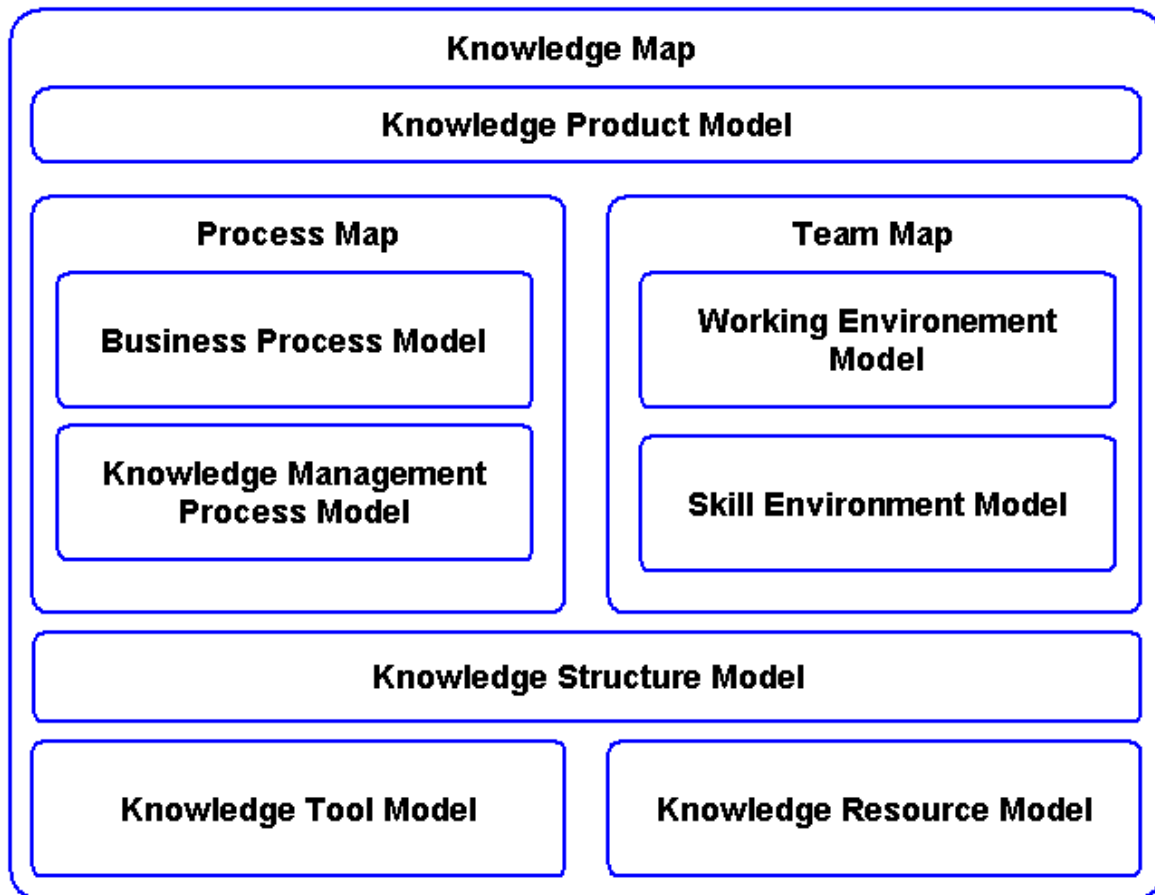 Knowledge Map
Knowledge Product Model
Process Map
Business Process Model
Knowledge Management
Process Model
Team Map
Working Environement
Model
Skill Environment Model
Knowledge Structure Model
Knowledge Tool Model
Knowledge Resource Model